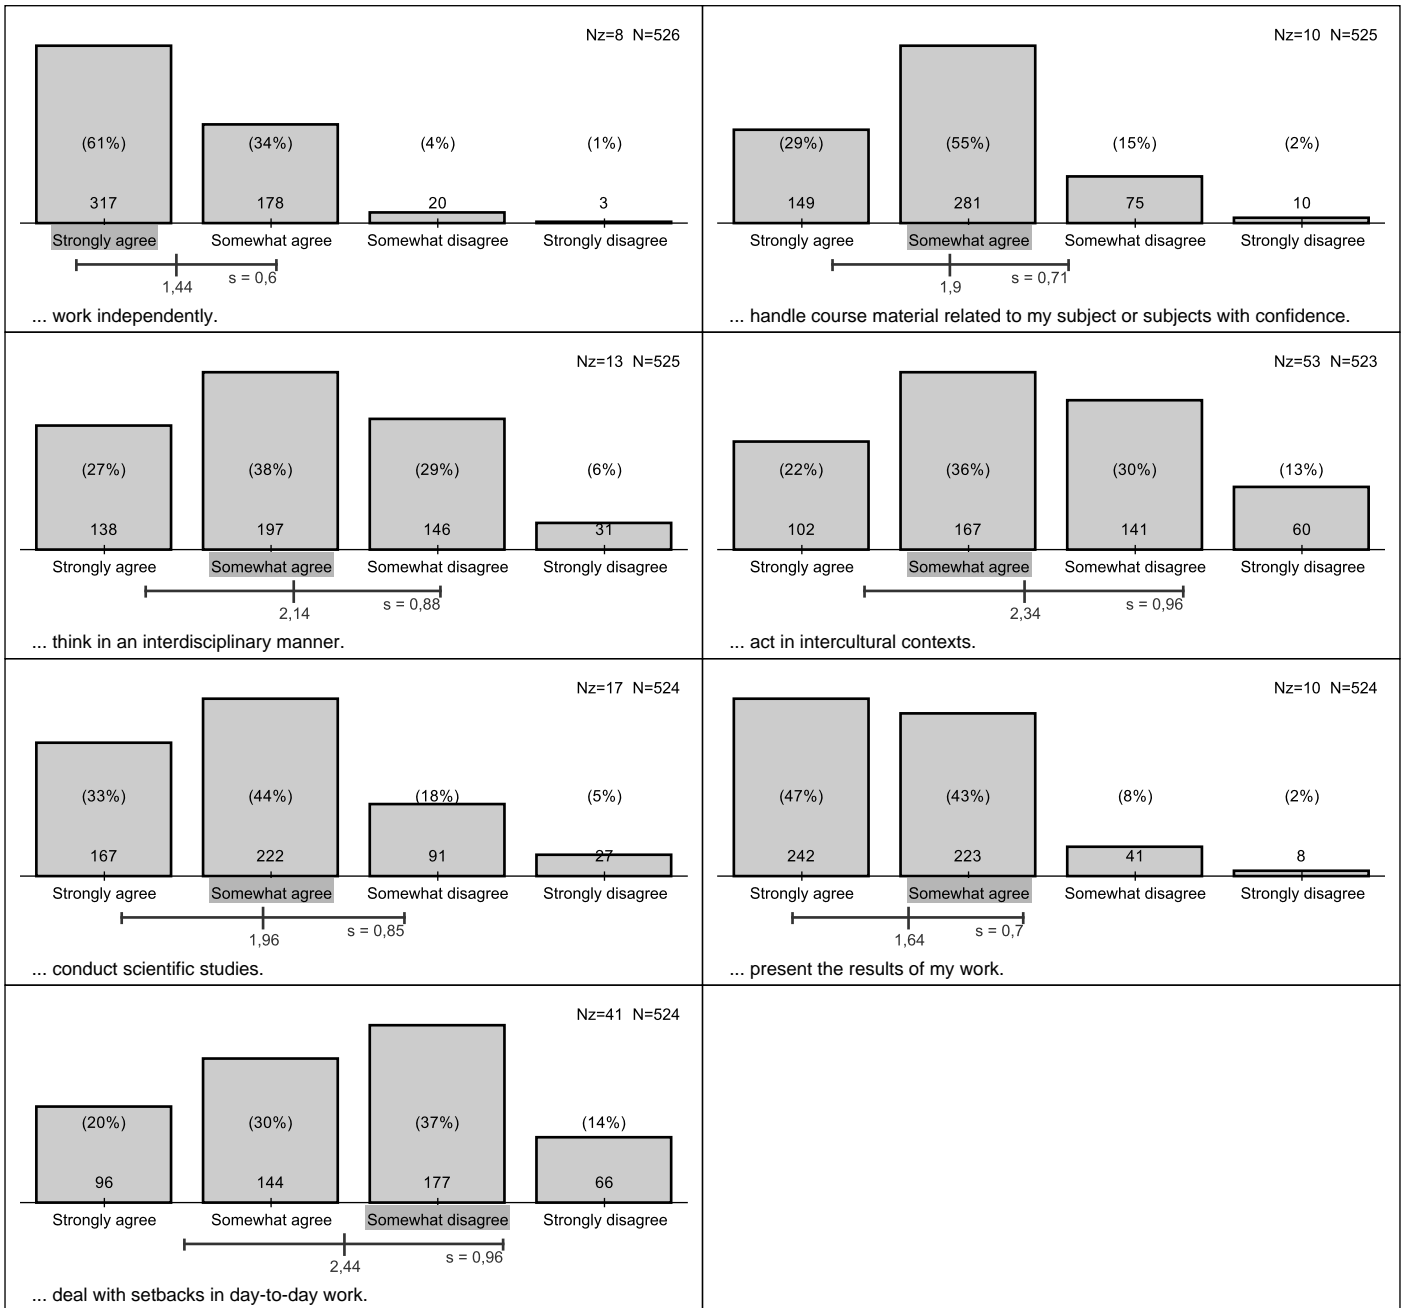 Nz=8 N=526
(61%) (34%) (4%) (1%)
317 178 20 3
Strongly agree Somewhat agree Somewhat disagree Strongly disagree
s = 0,6
1,44
... work independently.
Nz=10 N=525
(29%) (55%) (15%) (2%)
149 281 75 10
Strongly agree Somewhat agree Somewhat disagree Strongly disagree
s = 0,71
1,9
... handle course material related to my subject or subjects with confidence.
Nz=13 N=525
(27%) (38%) (29%) (6%)
138 197 146 31
Strongly agree Somewhat agree Somewhat disagree Strongly disagree
s = 0,88
2,14
... think in an interdisciplinary manner.
Nz=53 N=523
(22%) (36%) (30%) (13%)
102 167 141 60
Strongly agree Somewhat agree Somewhat disagree Strongly disagree
s = 0,96
2,34
... act in intercultural contexts.
Nz=17 N=524
(33%) (44%) (18%) (5%)
167 222 91 27
Strongly agree Somewhat agree Somewhat disagree Strongly disagree
s = 0,85
1,96
... conduct scientific studies.
Nz=10 N=524
(47%) (43%) (8%) (2%)
242 223 41 8
Strongly agree Somewhat agree Somewhat disagree Strongly disagree
s = 0,7
1,64
... present the results of my work.
Nz=41 N=524
(20%) (30%) (37%) (14%)
96 144 177 66
Strongly agree Somewhat agree Somewhat disagree Strongly disagree
s = 0,96
2,44
... deal with setbacks in day-to-day work.